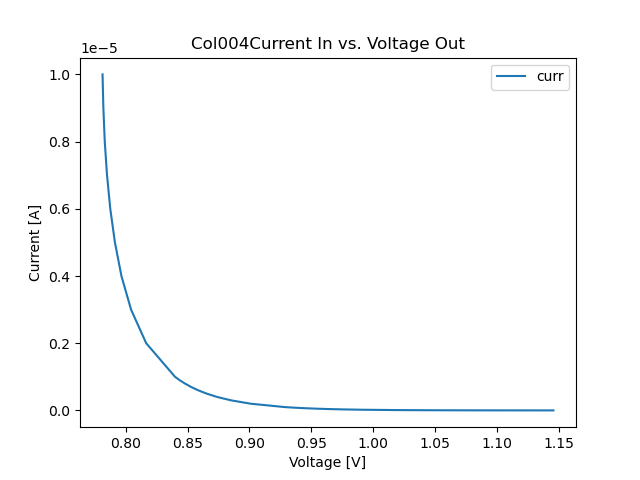 Col004Current In vs. Voltage Out
1e−5
curr
1.0
0.8
0.6
0.4
0.2
0.0
Current [A]
0.80 0.85 0.90 0.95 1.00 1.05 1.10 1.15
Voltage [V]